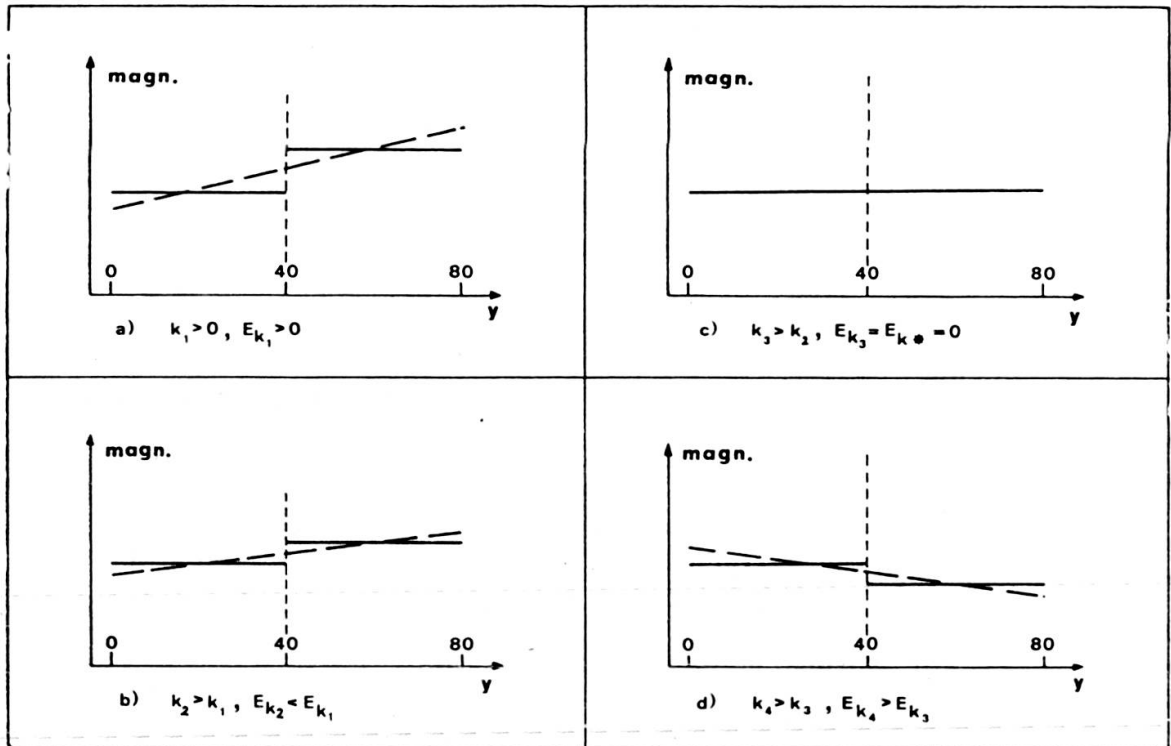 magn.
0 40 80
y
a) k₁ > 0 , E_k₁ > 0
magn.
0 40 80
y
c) k₃ > k₂ , E_k₃ = E_k* = 0
magn.
0 40 80
y
b) k₂ > k₁ , E_k₂ < E_k₁
magn.
0 40 80
y
d) k₄ > k₃ , E_k₄ > E_k₃